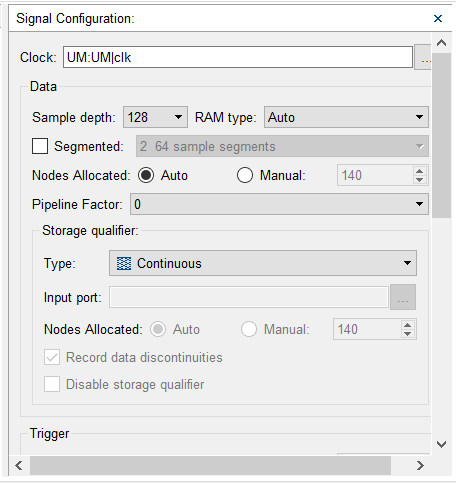 Signal Configuration:
Clock: UM:UM|clk ...
Data
Sample depth: 128 RAM type: Auto
Segmented: 2 64 sample segments
Nodes Allocated: Auto Manual: 140
Pipeline Factor: 0
Storage qualifier:
Type: Continuous
Input port: ...
Nodes Allocated: Auto Manual: 140
Record data discontinuities
Disable storage qualifier
Trigger